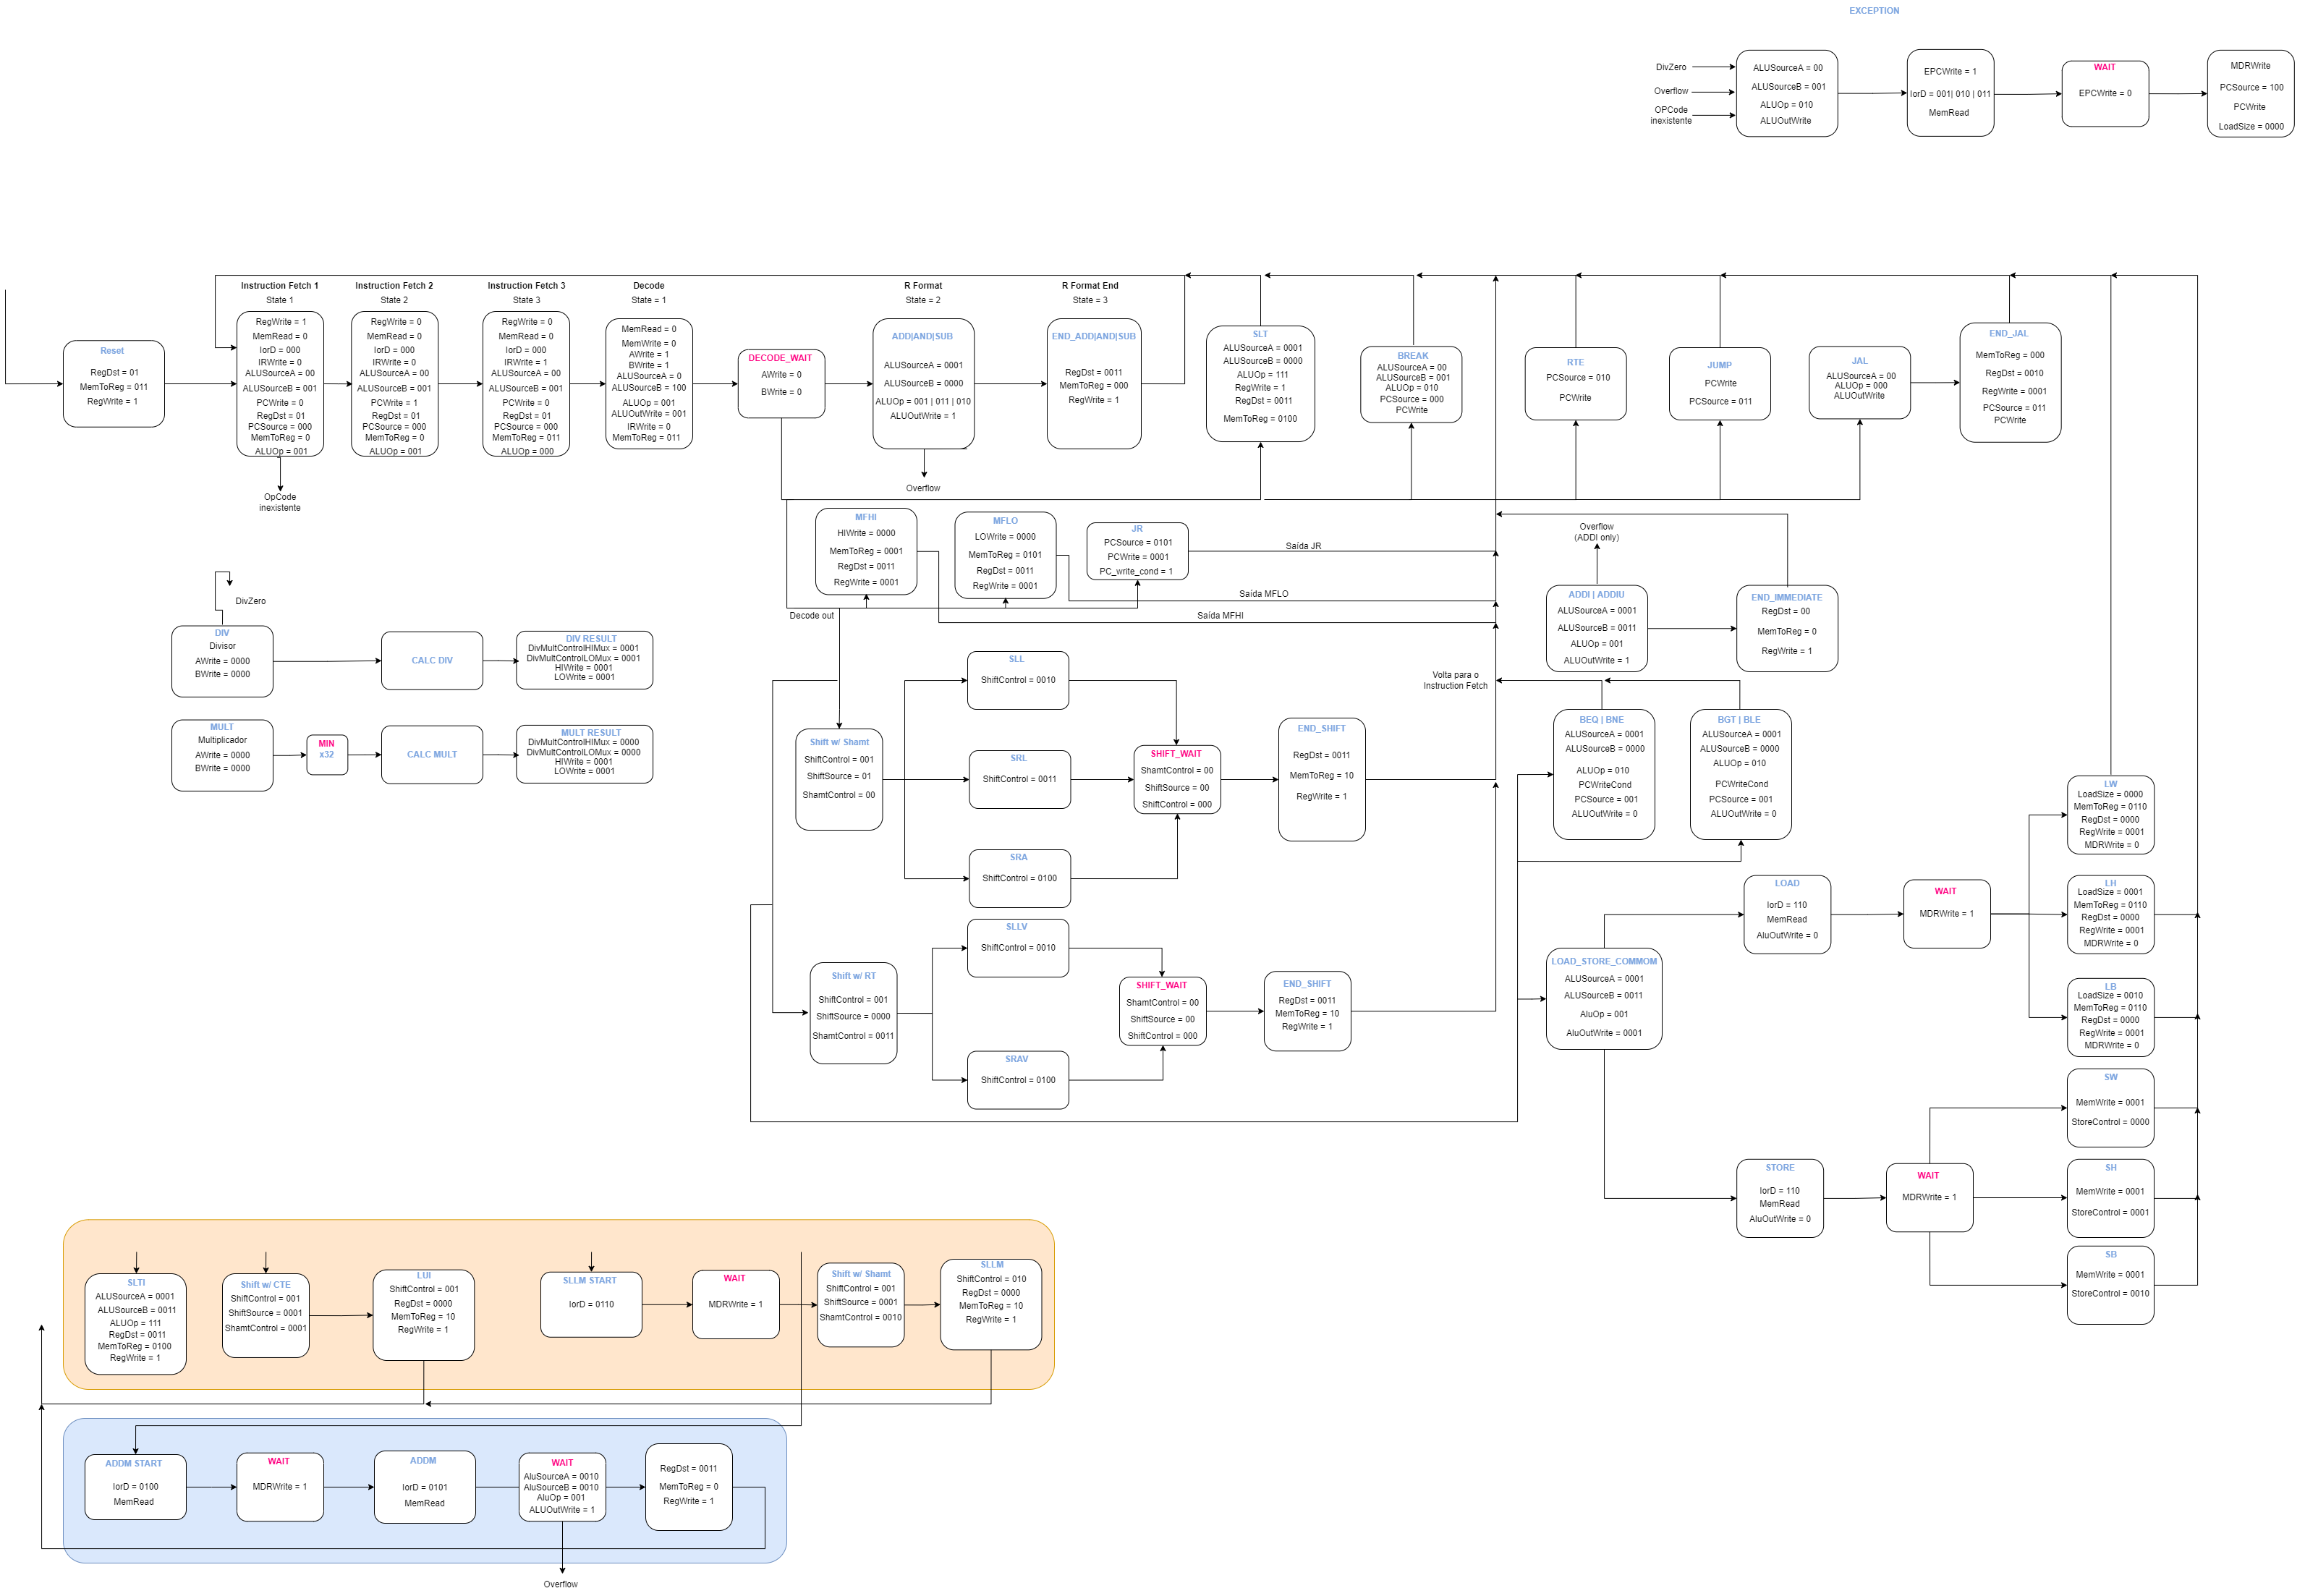 EXCEPTION
DivZero
Overflow
OPCode
inexistente
ALUSourceA = 00
ALUSourceB = 001
ALUOp = 010
ALUOutWrite
EPCWrite = 1
IorD = 001| 010 | 011
MemRead
WAIT
EPCWrite = 0
MDRWrite
PCSource = 100
PCWrite
LoadSize = 0000
Reset
RegDst = 01
MemToReg = 011
RegWrite = 1
Instruction Fetch 1
State 1
RegWrite = 1
MemRead = 0
IorD = 000
IRWrite = 0
ALUSourceA = 00
ALUSourceB = 001
PCWrite = 0
RegDst = 01
PCSource = 000
MemToReg = 0
ALUOp = 001
OpCode
inexistente
Instruction Fetch 2
State 2
RegWrite = 0
MemRead = 0
IorD = 000
IRWrite = 0
ALUSourceA = 00
ALUSourceB = 001
PCWrite = 1
RegDst = 01
PCSource = 000
MemToReg = 0
ALUOp = 001
Instruction Fetch 3
State 3
RegWrite = 0
MemRead = 0
IorD = 000
IRWrite = 1
ALUSourceA = 00
ALUSourceB = 001
PCWrite = 0
RegDst = 01
PCSource = 000
MemToReg = 011
ALUOp = 000
Decode
State = 1
MemRead = 0
MemWrite = 0
AWrite = 1
BWrite = 1
ALUSourceA = 0
ALUSourceB = 100
ALUOp = 001
ALUOutWrite = 001
IRWrite = 0
MemToReg = 011
DECODE_WAIT
AWrite = 0
BWrite = 0
R Format
State = 2
ADD|AND|SUB
ALUSourceA = 0001
ALUSourceB = 0000
ALUOp = 001 | 011 | 010
ALUOutWrite = 1
Overflow
R Format End
State = 3
END_ADD|AND|SUB
RegDst = 0011
MemToReg = 000
RegWrite = 1
SLT
ALUSourceA = 0001
ALUSourceB = 0000
ALUOp = 111
RegWrite = 1
RegDst = 0011
MemToReg = 0100
BREAK
ALUSourceA = 00
ALUSourceB = 001
ALUOp = 010
PCSource = 000
PCWrite
RTE
PCSource = 010
PCWrite
JUMP
PCWrite
PCSource = 011
JAL
ALUSourceA = 00
ALUOp = 000
ALUOutWrite
END_JAL
MemToReg = 000
RegDst = 0010
RegWrite = 0001
PCSource = 011
PCWrite
MFHI
HIWrite = 0000
MemToReg = 0001
RegDst = 0011
RegWrite = 0001
MFLO
LOWrite = 0000
MemToReg = 0101
RegDst = 0011
RegWrite = 0001
JR
PCSource = 0101
PCWrite = 0001
PC_write_cond = 1
Saída JR
Saída MFLO
Saída MFHI
Decode out
Overflow
(ADDI only)
ADDI | ADDIU
ALUSourceA = 0001
ALUSourceB = 0011
ALUOp = 001
ALUOutWrite = 1
END_IMMEDIATE
RegDst = 00
MemToReg = 0
RegWrite = 1
DivZero
DIV
Divisor
AWrite = 0000
BWrite = 0000
CALC DIV
DIV RESULT
DivMultControlHIMux = 0001
DivMultControlLOMux = 0001
HIWrite = 0001
LOWrite = 0001
MULT
Multiplicador
AWrite = 0000
BWrite = 0000
MIN
x32
CALC MULT
MULT RESULT
DivMultControlHIMux = 0000
DivMultControlLOMux = 0000
HIWrite = 0001
LOWrite = 0001
Shift w/ Shamt
ShiftControl = 001
ShiftSource = 01
ShamtControl = 00
SLL
ShiftControl = 0010
SRL
ShiftControl = 0011
SRA
ShiftControl = 0100
SHIFT_WAIT
ShamtControl = 00
ShiftSource = 00
ShiftControl = 000
END_SHIFT
RegDst = 0011
MemToReg = 10
RegWrite = 1
Volta para o
Instruction Fetch
BEQ | BNE
ALUSourceA = 0001
ALUSourceB = 0000
ALUOp = 010
PCWriteCond
PCSource = 001
ALUOutWrite = 0
BGT | BLE
ALUSourceA = 0001
ALUSourceB = 0000
ALUOp = 010
PCWriteCond
PCSource = 001
ALUOutWrite = 0
Shift w/ RT
ShiftControl = 001
ShiftSource = 0000
ShamtControl = 0011
SLLV
ShiftControl = 0010
SRAV
ShiftControl = 0100
SHIFT_WAIT
ShamtControl = 00
ShiftSource = 00
ShiftControl = 000
END_SHIFT
RegDst = 0011
MemToReg = 10
RegWrite = 1
LOAD_STORE_COMMOM
ALUSourceA = 0001
ALUSourceB = 0011
AluOp = 001
AluOutWrite = 0001
LOAD
IorD = 110
MemRead
AluOutWrite = 0
WAIT
MDRWrite = 1
LW
LoadSize = 0000
MemToReg = 0110
RegDst = 0000
RegWrite = 0001
MDRWrite = 0
LH
LoadSize = 0001
MemToReg = 0110
RegDst = 0000
RegWrite = 0001
MDRWrite = 0
LB
LoadSize = 0010
MemToReg = 0110
RegDst = 0000
RegWrite = 0001
MDRWrite = 0
STORE
IorD = 110
MemRead
AluOutWrite = 0
WAIT
MDRWrite = 1
SW
MemWrite = 0001
StoreControl = 0000
SH
MemWrite = 0001
StoreControl = 0001
SB
MemWrite = 0001
StoreControl = 0010
SLTI
ALUSourceA = 0001
ALUSourceB = 0011
ALUOp = 111
RegDst = 0011
MemToReg = 0100
RegWrite = 1
Shift w/ CTE
ShiftControl = 001
ShiftSource = 0001
ShamtControl = 0001
LUI
ShiftControl = 001
RegDst = 0000
MemToReg = 10
RegWrite = 1
SLLM START
IorD = 0110
WAIT
MDRWrite = 1
Shift w/ Shamt
ShiftControl = 001
ShiftSource = 0001
ShamtControl = 0010
SLLM
ShiftControl = 010
RegDst = 0000
MemToReg = 10
RegWrite = 1
ADDM START
IorD = 0100
MemRead
WAIT
MDRWrite = 1
ADDM
IorD = 0101
MemRead
WAIT
AluSourceA = 0010
AluSourceB = 0010
AluOp = 001
ALUOutWrite = 1
RegDst = 0011
MemToReg = 0
RegWrite = 1
Overflow